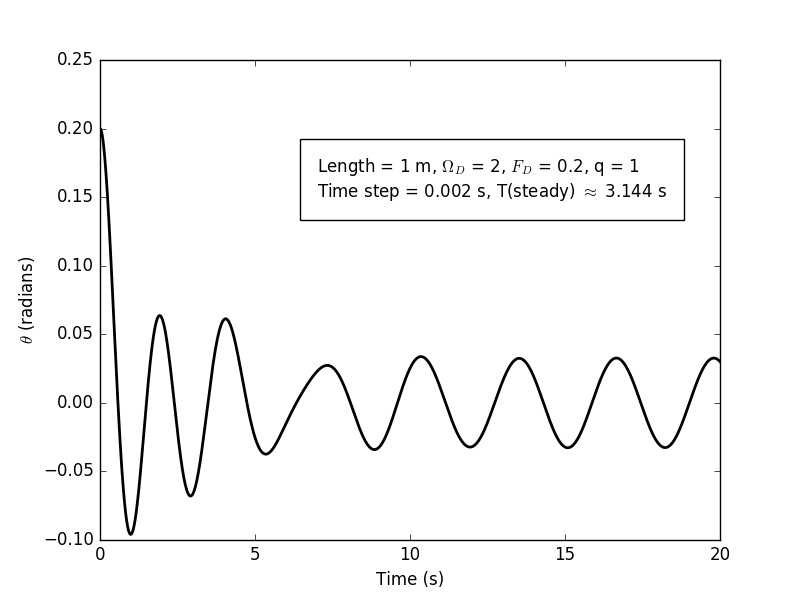 0.25
0.20
0.15
0.10
0.05
0.00
−0.05
−0.10
Length = 1 m, Ω_D = 2, F_D = 0.2, q = 1
Time step = 0.002 s, T(steady) ≈ 3.144 s
θ (radians)
0 5 10 15 20
Time (s)